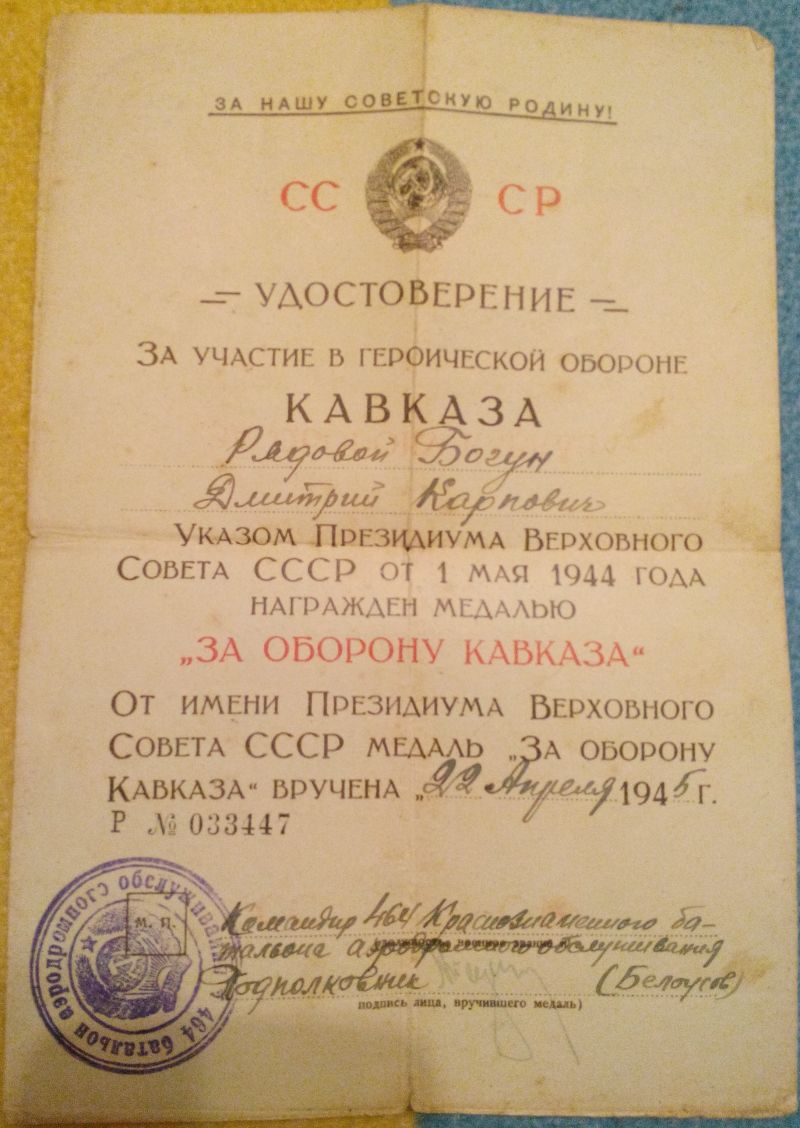 ЗА НАШУ СОВЕТСКУЮ РОДИНУ!
СС СР
УДОСТОВЕРЕНИЕ
ЗА УЧАСТИЕ В ГЕРОИЧЕСКОЙ ОБОРОНЕ
КАВКАЗА
Рядовой Богун
Дмитрий Карпович
УКАЗОМ ПРЕЗИДИУМА ВЕРХОВНОГО
СОВЕТА СССР ОТ 1 МАЯ 1944 ГОДА
НАГРАЖДЕН МЕДАЛЬЮ
„ЗА ОБОРОНУ КАВКАЗА“
ОТ ИМЕНИ ПРЕЗИДИУМА ВЕРХОВНОГО
СОВЕТА СССР МЕДАЛЬ „ЗА ОБОРОНУ
КАВКАЗА“ ВРУЧЕНА „22 Апреля 1945 Г.
Р № 033447
464 батальон аэродромного обслуживания
М. П.
Командир 464 Краснознаменного ба-
тальона аэродромного обслуживания
Подполковник (Белоусов)
подпись лица, вручившего медаль)